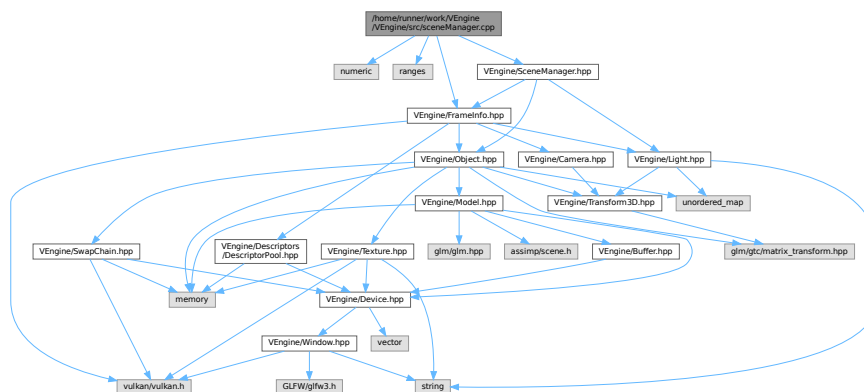 /home/runner/work/VEngine
/VEngine/src/sceneManager.cpp
numeric
ranges
VEngine/SceneManager.hpp
VEngine/FrameInfo.hpp
VEngine/Object.hpp
VEngine/Camera.hpp
VEngine/Light.hpp
VEngine/Model.hpp
VEngine/Transform3D.hpp
unordered_map
VEngine/SwapChain.hpp
VEngine/Descriptors
/DescriptorPool.hpp
VEngine/Texture.hpp
glm/glm.hpp
assimp/scene.h
VEngine/Buffer.hpp
glm/gtc/matrix_transform.hpp
memory
VEngine/Device.hpp
VEngine/Window.hpp
vector
vulkan/vulkan.h
GLFW/glfw3.h
string